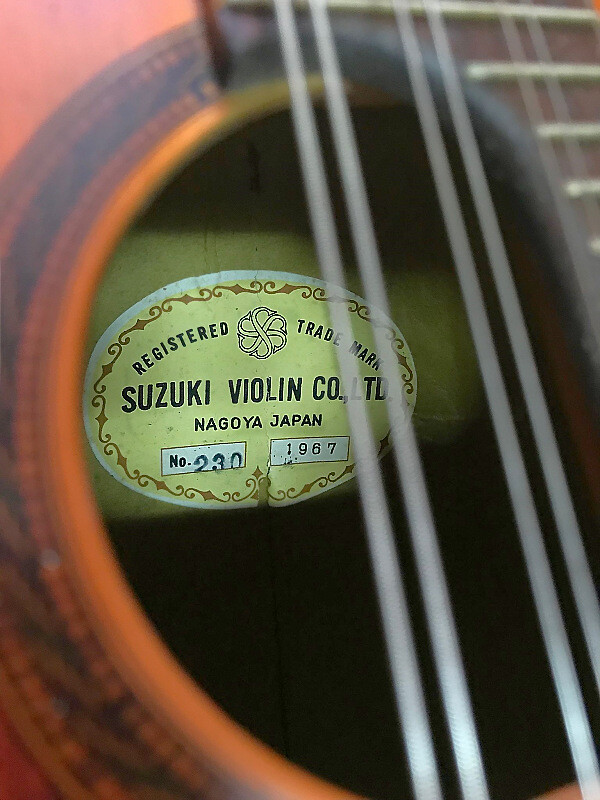 REGISTERED TRADE MARK
SUZUKI VIOLIN CO.,LTD.
NAGOYA JAPAN
No. 230 1967